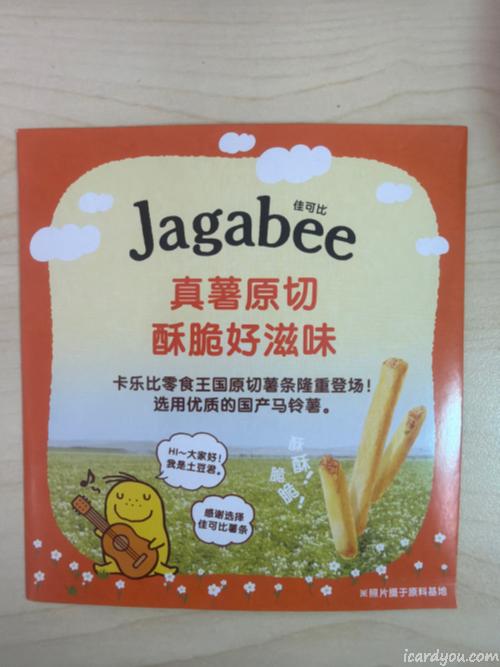 佳可比
Jagabee
真薯原切
酥脆好滋味
卡乐比零食王国原切薯条隆重登场！
选用优质的国产马铃薯。
HI～大家好！
我是土豆君。
酥酥！
脆脆！
感谢选择
佳可比薯条
※照片摄于原料基地
icardyou.com